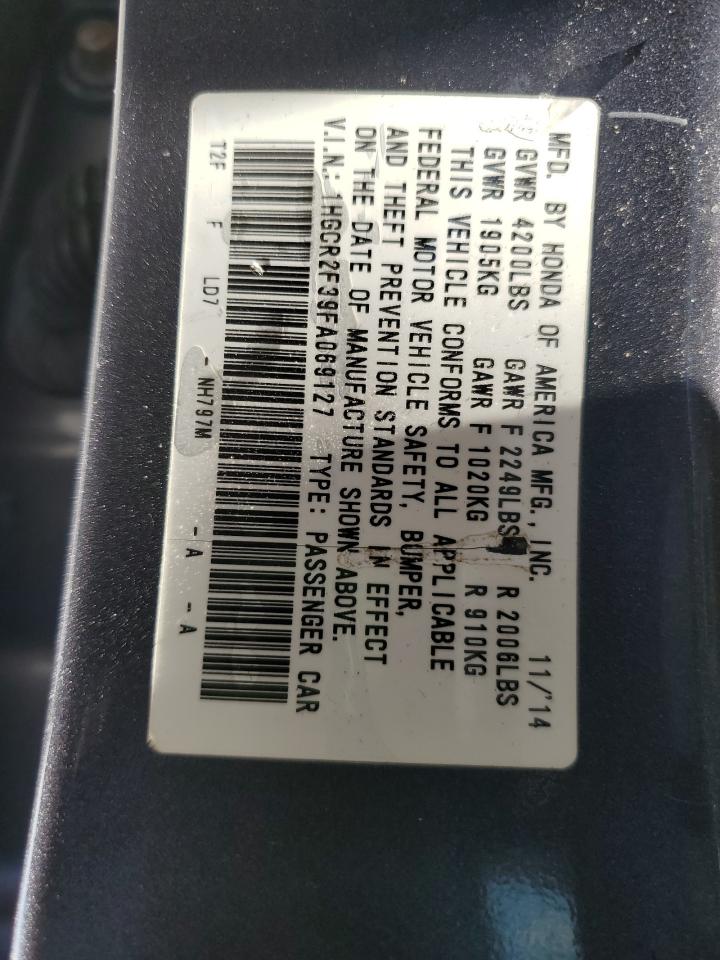 MFD. BY HONDA OF AMERICA MFG., INC. 11/'14
GVWR 4200LBS GAWR F 2249LBS R 2006LBS
GVWR 1905KG GAWR F 1020KG R 910KG
THIS VEHICLE CONFORMS TO ALL APPLICABLE
FEDERAL MOTOR VEHICLE SAFETY, BUMPER,
AND THEFT PREVENTION STANDARDS IN EFFECT
ON THE DATE OF MANUFACTURE SHOWN ABOVE.
V.I.N.: 1HGCR2F39FA069127 TYPE: PASSENGER CAR
T2F F LD7 - NH797M - A - A